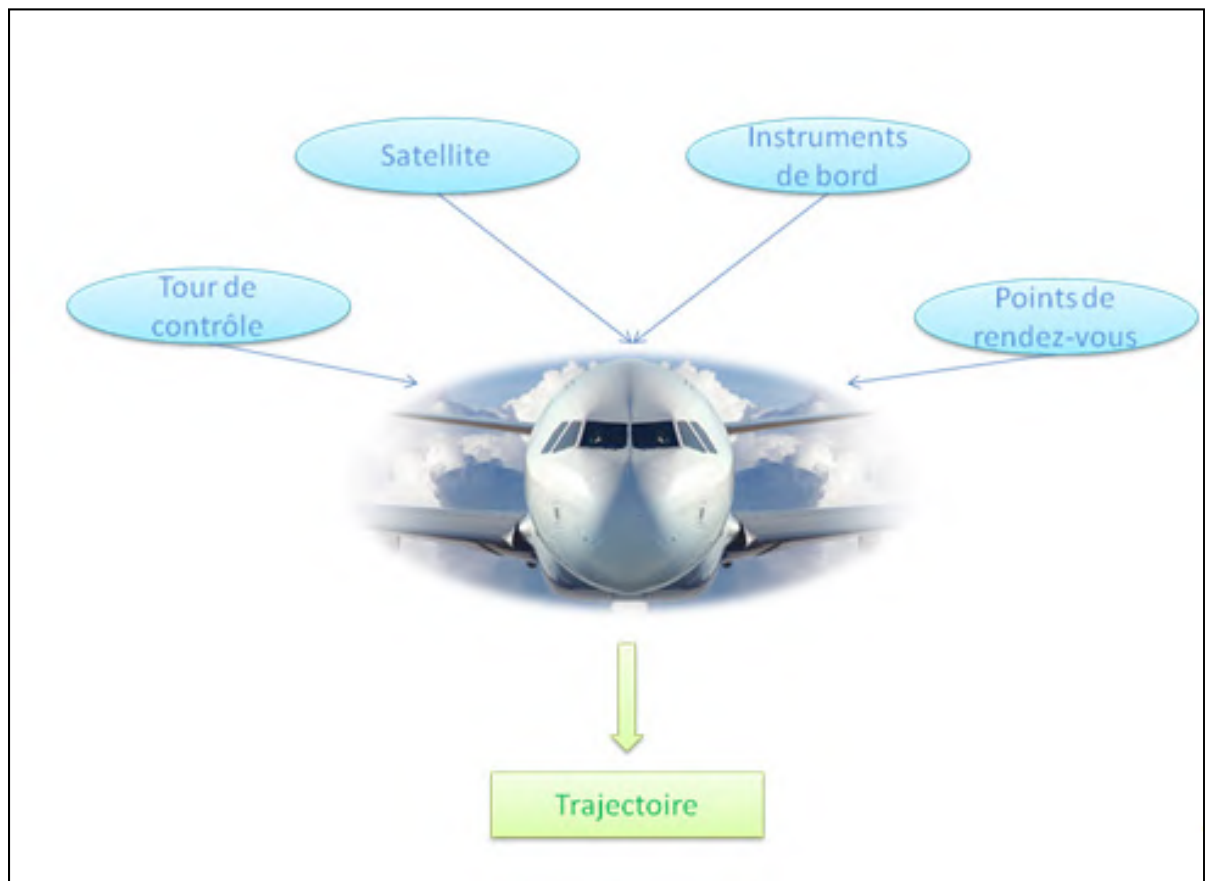 Satellite
Instruments
de bord
Tour de
contrôle
Points de
rendez-vous
Trajectoire